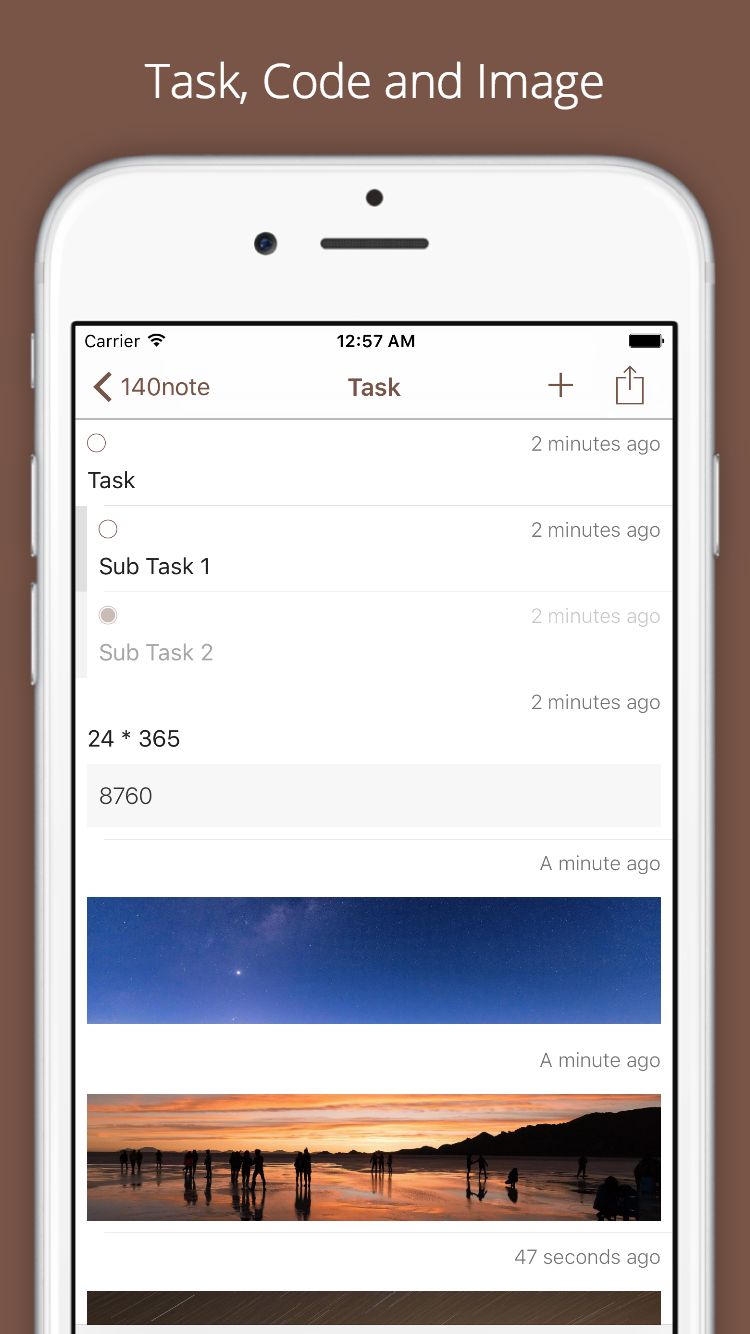 Task, Code and Image
Carrier 12:57 AM
140note Task
2 minutes ago
Task
2 minutes ago
Sub Task 1
2 minutes ago
Sub Task 2
2 minutes ago
24 * 365
8760
A minute ago
A minute ago
47 seconds ago